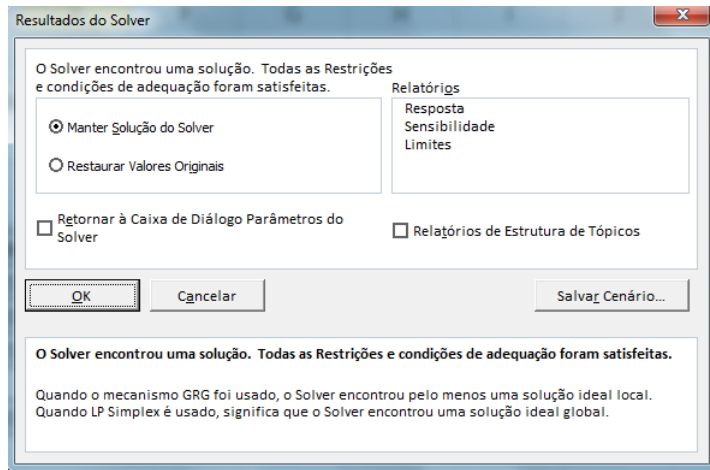 Resultados do Solver
O Solver encontrou uma solução. Todas as Restrições
e condições de adequação foram satisfeitas.
Relatórios
Manter Solução do Solver
Restaurar Valores Originais
Resposta
Sensibilidade
Limites
Retornar à Caixa de Diálogo Parâmetros do
Solver
Relatórios de Estrutura de Tópicos
OK
Cancelar
Salvar Cenário...
O Solver encontrou uma solução. Todas as Restrições e condições de adequação foram satisfeitas.
Quando o mecanismo GRG foi usado, o Solver encontrou pelo menos uma solução ideal local.
Quando LP Simplex é usado, significa que o Solver encontrou uma solução ideal global.